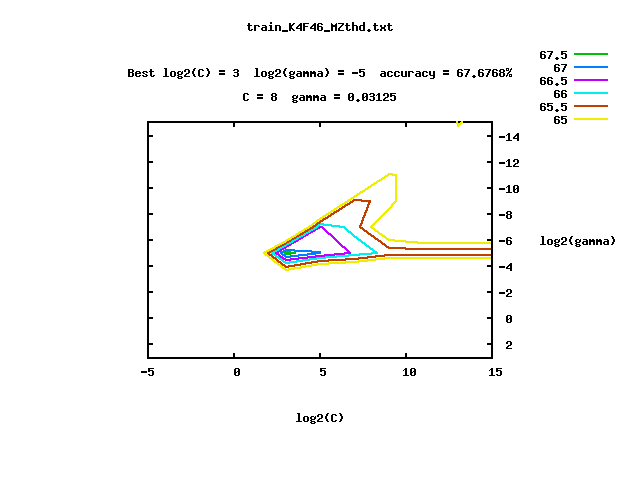 train_K4F46_MZthd.txt
Best log2(C) = 3  log2(gamma) = -5  accuracy = 67.6768%
C = 8  gamma = 0.03125
67.5
67
66.5
66
65.5
65
-14
-12
-10
-8
-6
-4
-2
0
2
log2(gamma)
-5 0 5 10 15
log2(C)